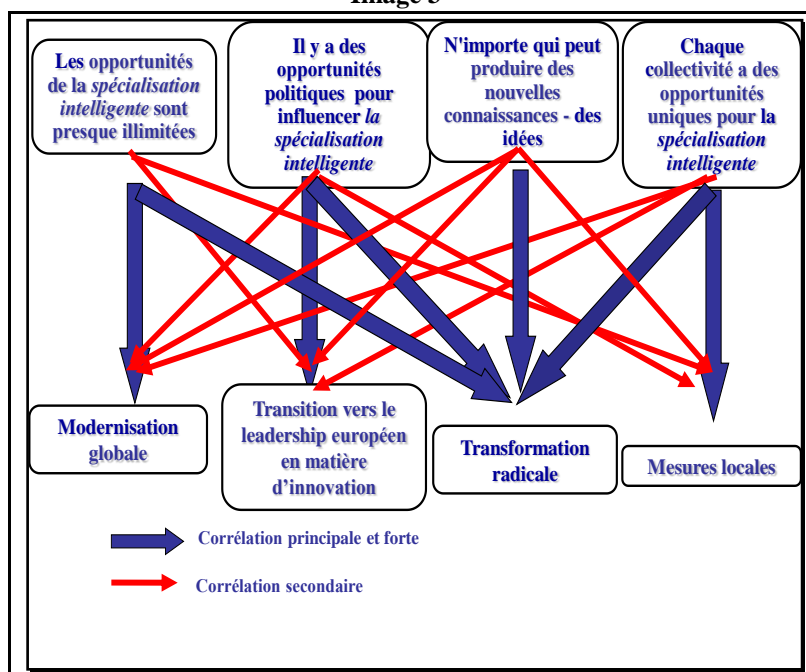 Les opportunités
de la spécialisation
intelligente sont
presque illimitées
Il y a des
opportunités
politiques pour
influencer la
spécialisation
intelligente
N'importe qui peut
produire des
nouvelles
connaissances - des
idées
Chaque
collectivité a des
opportunités
uniques pour la
spécialisation
intelligente
Modernisation
globale
Transition vers le
leadership européen
en matière
d’innovation
Transformation
radicale
Mesures locales
Corrélation principale et forte
Corrélation secondaire